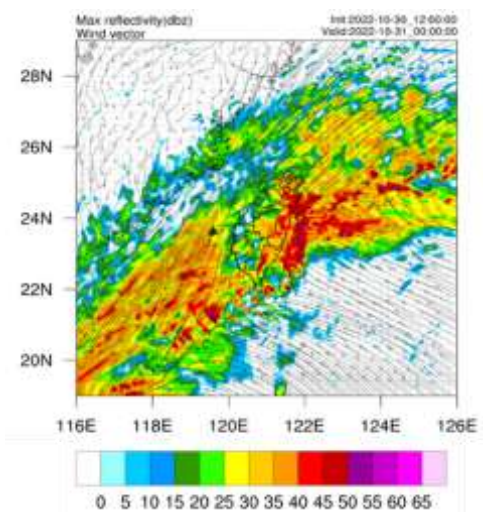 Max reflectivity(dbz) Init:2022-10-30_12:00:00
Wind vector Valid:2022-10-31_00:00:00
28N
26N
24N
22N
20N
116E 118E 120E 122E 124E 126E
0 5 10 15 20 25 30 35 40 45 50 55 60 65